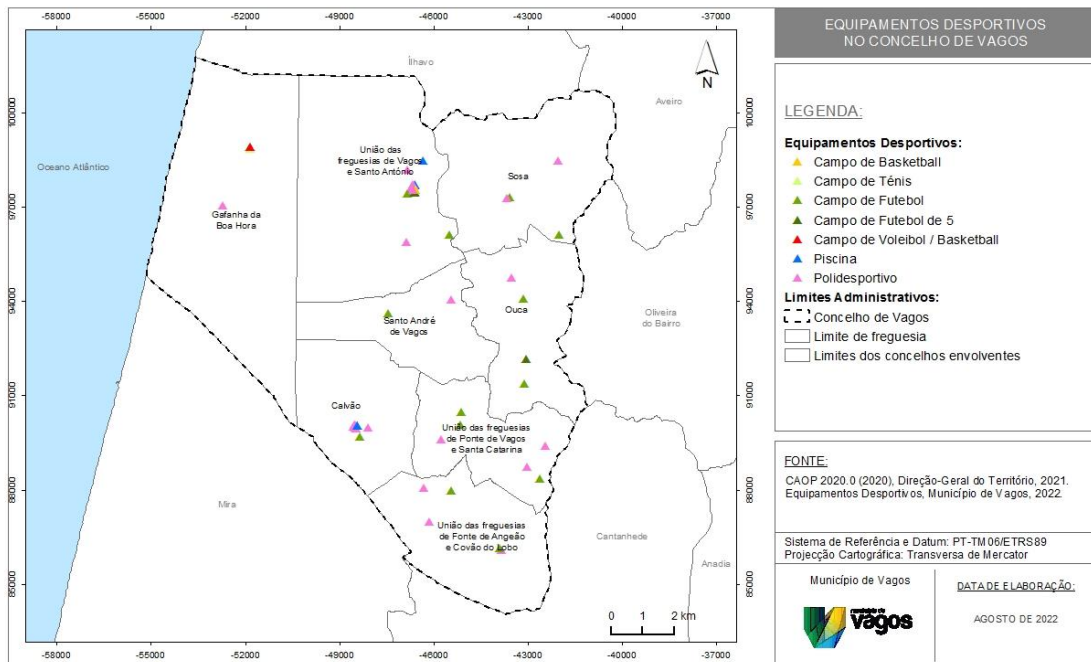 -58000 -55000 -52000 -49000 -46000 -43000 -40000 -37000
EQUIPAMENTOS DESPORTIVOS
NO CONCELHO DE VAGOS
N
100000
97000
94000
91000
88000
85000
Ílhavo
Aveiro
Oceano Atlântico
União das
freguesias de Vagos
e Santo António
Sosa
Gafanha da
Boa Hora
Ouca
Santo André
de Vagos
Oliveira
do Bairro
Calvão
União das freguesias
de Ponte de Vagos
e Santa Catarina
Mira
União das freguesias
de Fonte de Angeão
e Covão do Lobo
Cantanhede
Anadia
0 1 2 km
100000
97000
94000
91000
88000
85000
-58000 -55000 -52000 -49000 -46000 -43000 -40000 -37000
LEGENDA:
Equipamentos Desportivos:
Campo de Basketball
Campo de Ténis
Campo de Futebol
Campo de Futebol de 5
Campo de Voleibol / Basketball
Piscina
Polidesportivo
Limites Administrativos:
Concelho de Vagos
Limite de freguesia
Limites dos concelhos envolventes
FONTE:
CAOP 2020.0 (2020), Direção-Geral do Território, 2021.
Equipamentos Desportivos, Município de Vagos, 2022.
Sistema de Referência e Datum: PT-TM06/ETRS89
Projecção Cartográfica: Transversa de Mercator
Município de Vagos
município de
vagos
DATA DE ELABORAÇÃO:
AGOSTO DE 2022